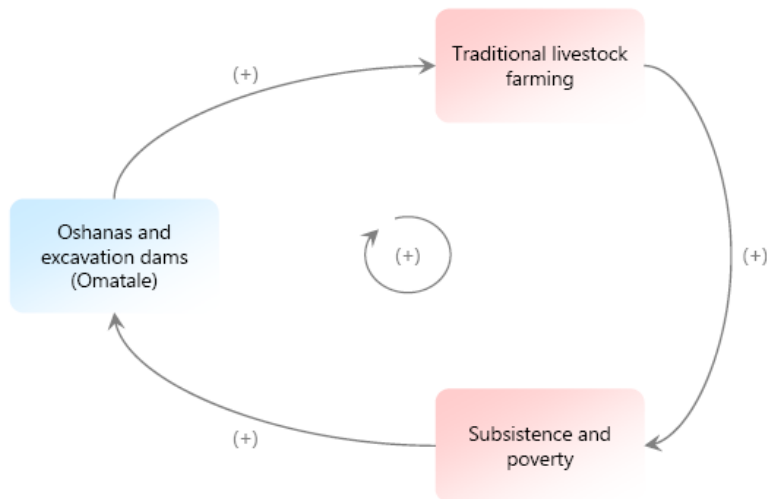 Traditional livestock
farming
(+)
Oshanas and
excavation dams
(Omatale)
(+)
(+)
Subsistence and
poverty
(+)